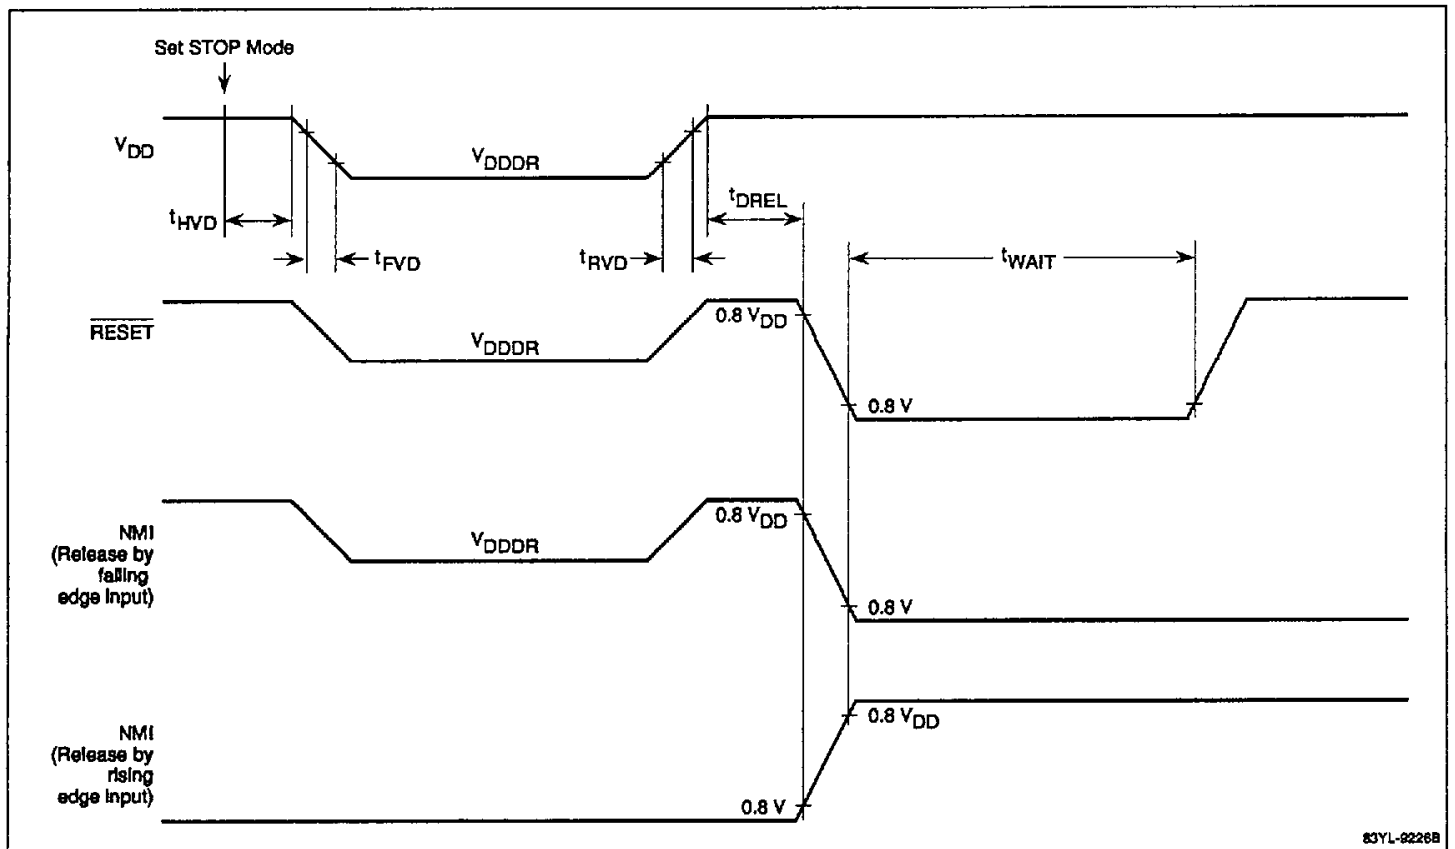 Set STOP Mode
VDD
VDDDR
tHVD
tFVD
tRVD
tDREL
tWAIT
RESET
VDDDR
0.8 VDD
0.8 V
NMI
(Release by
falling
edge Input)
VDDDR
0.8 VDD
0.8 V
NMI
(Release by
rising
edge Input)
0.8 V
0.8 VDD
83YL-9226B